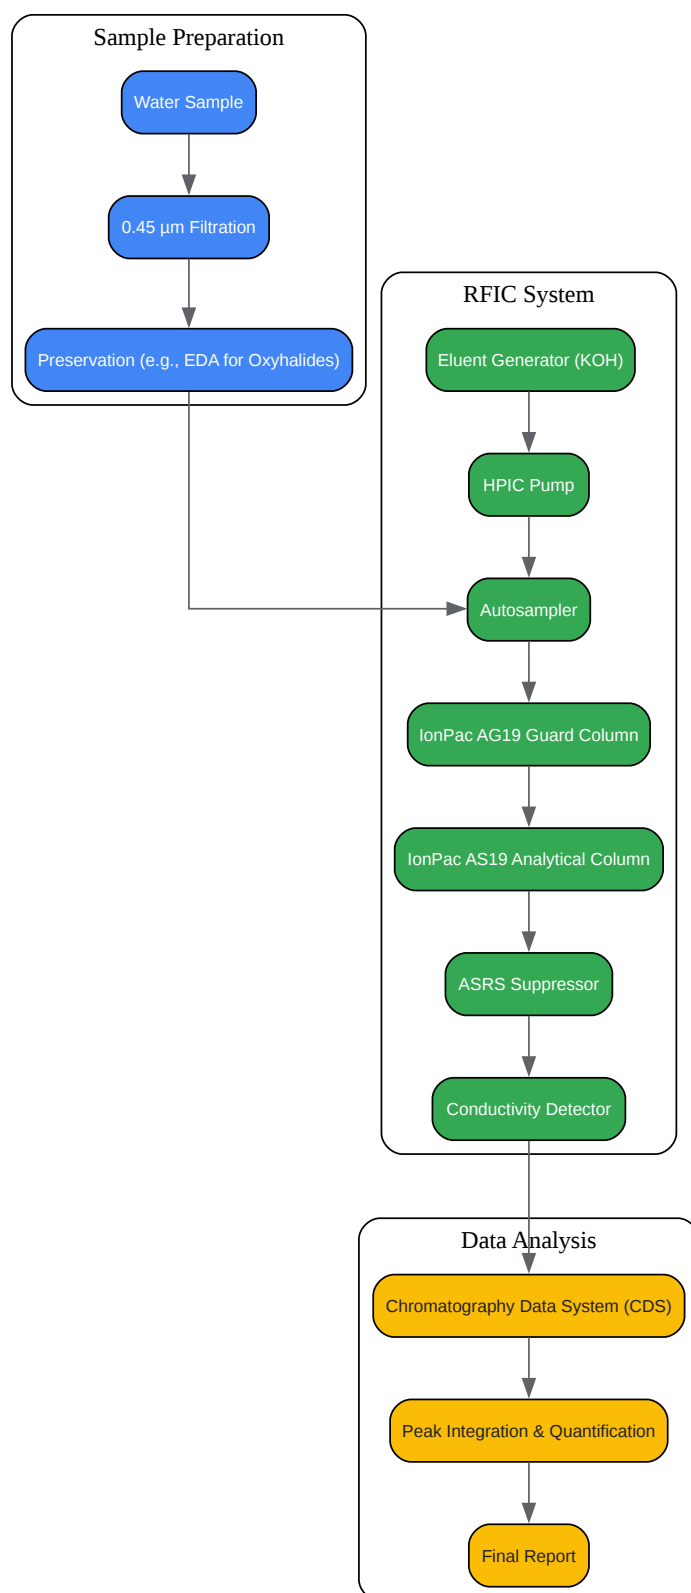 Sample Preparation
Water Sample
0.45 µm Filtration
Preservation (e.g., EDA for Oxyhalides)
RFIC System
Eluent Generator (KOH)
HPIC Pump
Autosampler
IonPac AG19 Guard Column
IonPac AS19 Analytical Column
ASRS Suppressor
Conductivity Detector
Data Analysis
Chromatography Data System (CDS)
Peak Integration & Quantification
Final Report